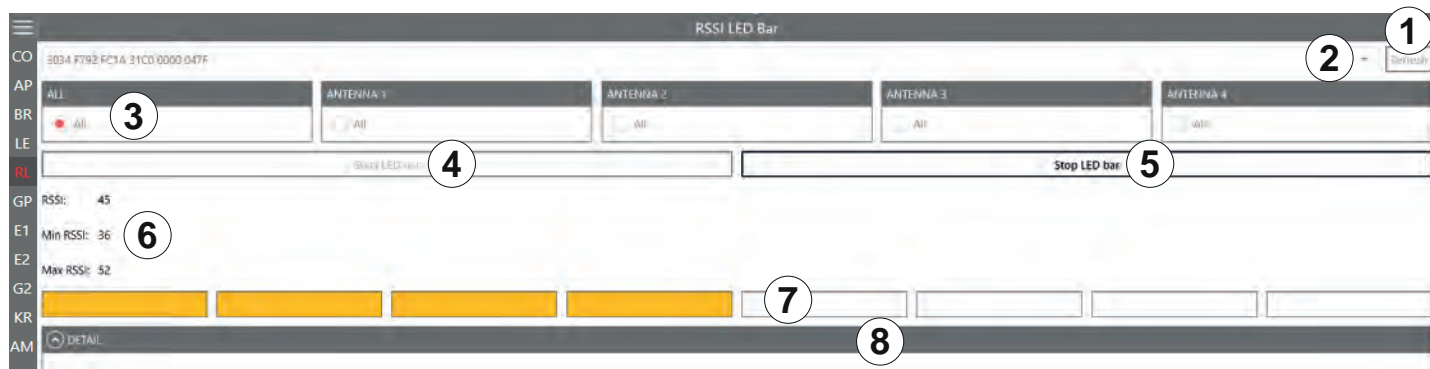 RSSI LED Bar
1
CO
3034 F792 FC1A 31C0 0000 047F
2
Refresh
AP
ALL
ANTENNA 1
ANTENNA 2
ANTENNA 3
ANTENNA 4
BR
All
3
All
All
All
All
LE
Start LED bar
4
Stop LED bar
5
RL
GP
RSSI: 45
E1
Min RSSI: 36
6
E2
Max RSSI: 52
G2
7
KR
AM
DETAIL
8